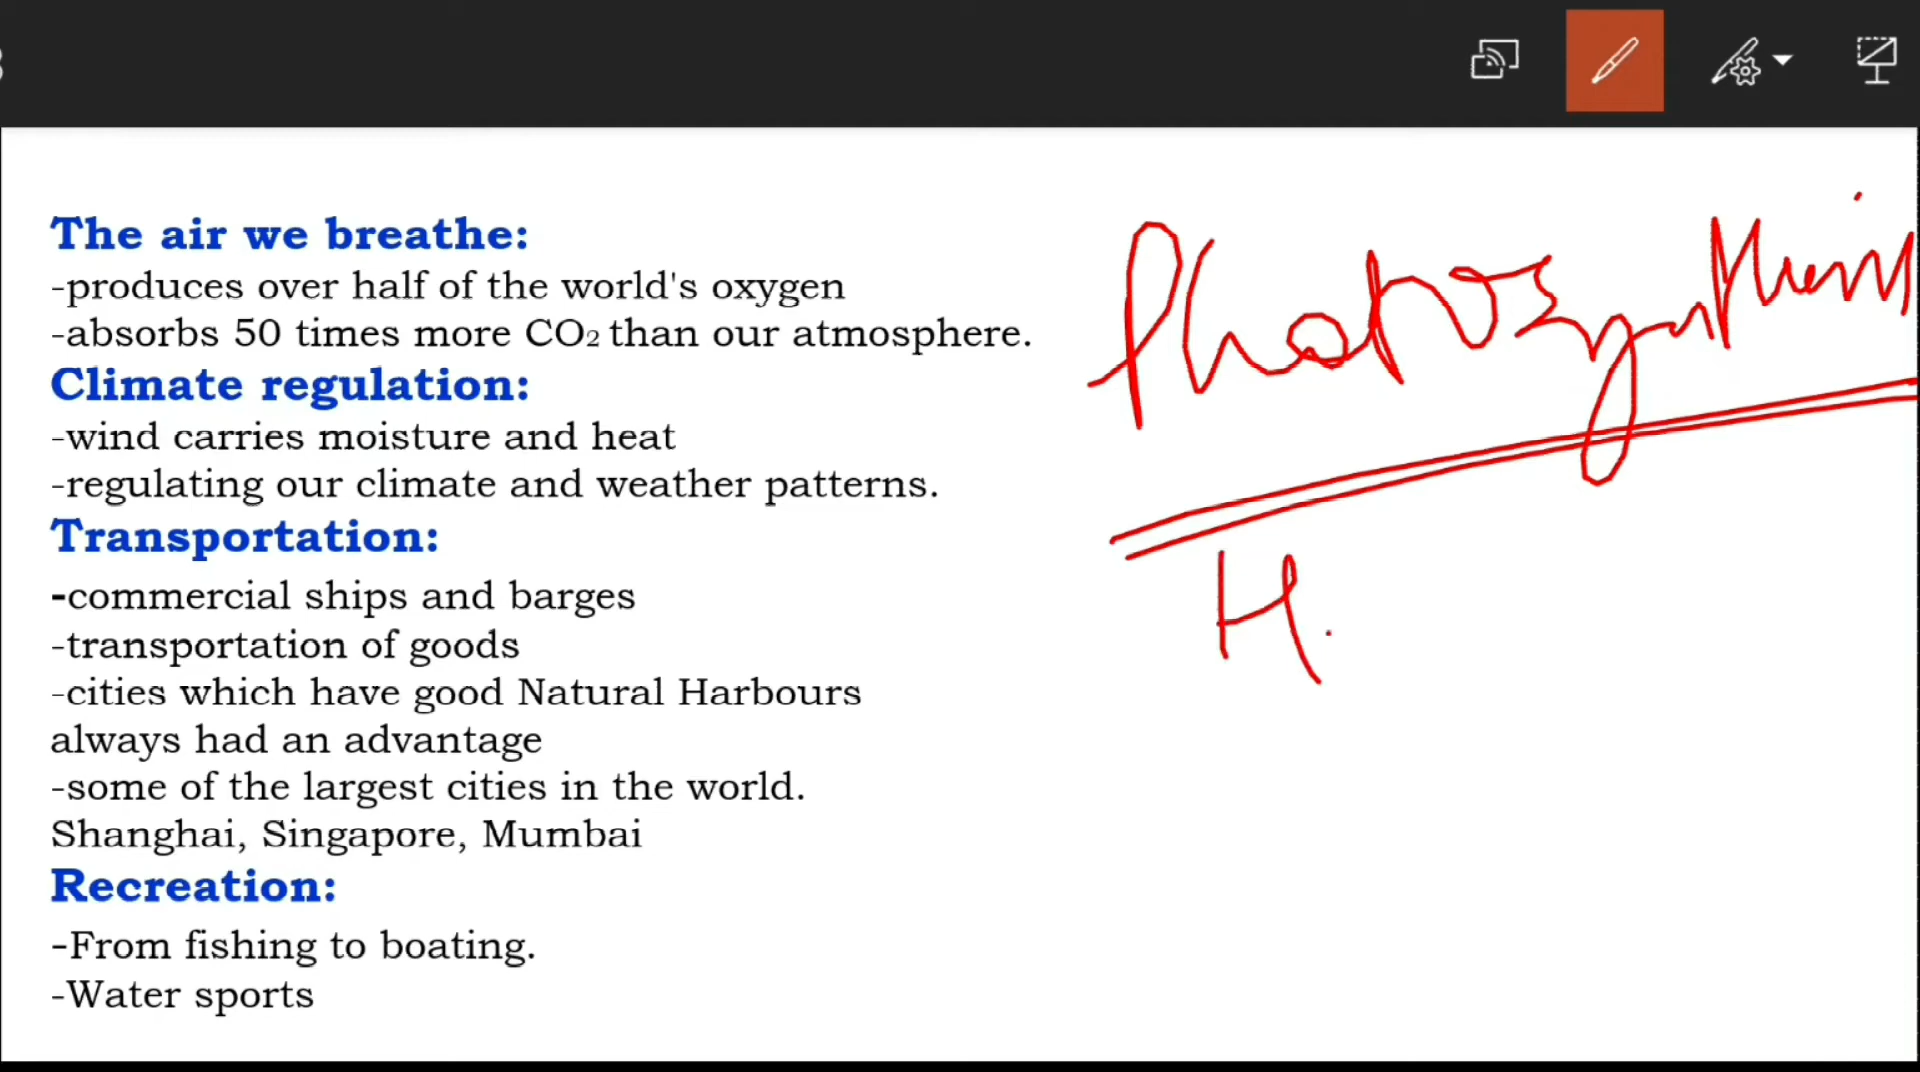 The air we breathe:
-produces over half of the world's oxygen
-absorbs 50 times more CO₂ than our atmosphere.
Climate regulation:
-wind carries moisture and heat
-regulating our climate and weather patterns.
Transportation:
-commercial ships and barges
-transportation of goods
-cities which have good Natural Harbours
always had an advantage
-some of the largest cities in the world.
Shanghai, Singapore, Mumbai
Recreation:
-From fishing to boating.
-Water sports
Photosynthesis
H